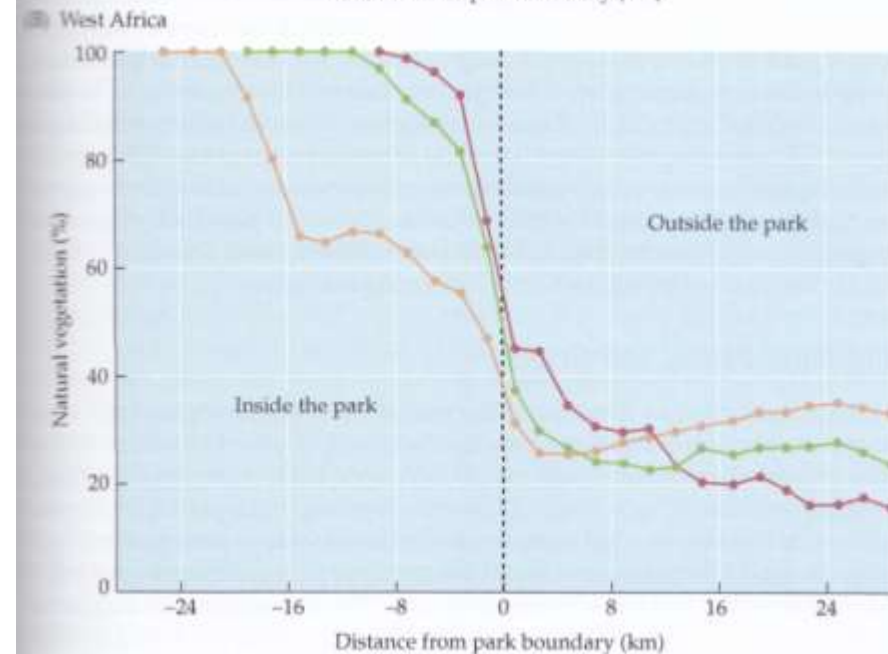 (B) West Africa
100
80
60
40
20
0
Natural vegetation (%)
Outside the park
Inside the park
-24
-16
-8
0
8
16
24
Distance from park boundary (km)